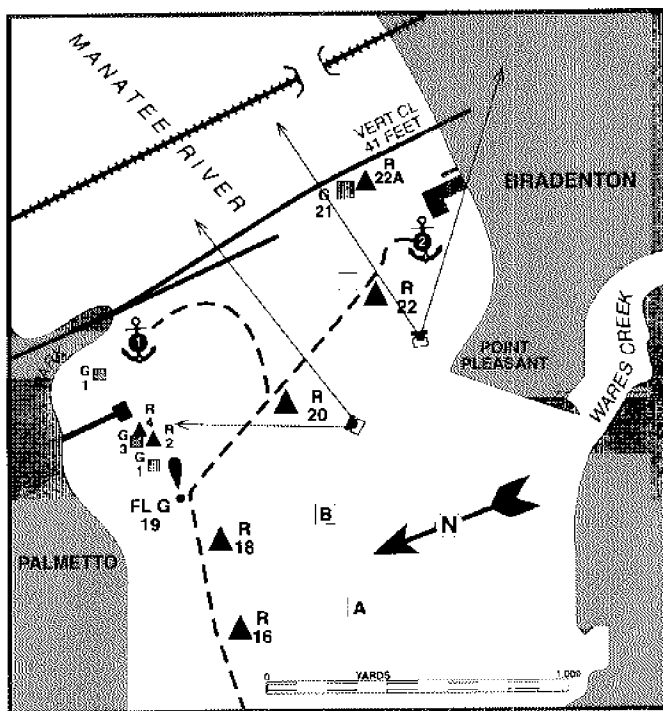 MANATEE RIVER
VERT CL
41 FEET
R
22A
G
21
BRADENTON
2
R
22
1
G
1
POINT
PLEASANT
WARES CREEK
R
20
R
4
R
2
G
3
G
1
FL G
19
B
N
R
18
PALMETTO
A
R
16
0
YARDS
1,000